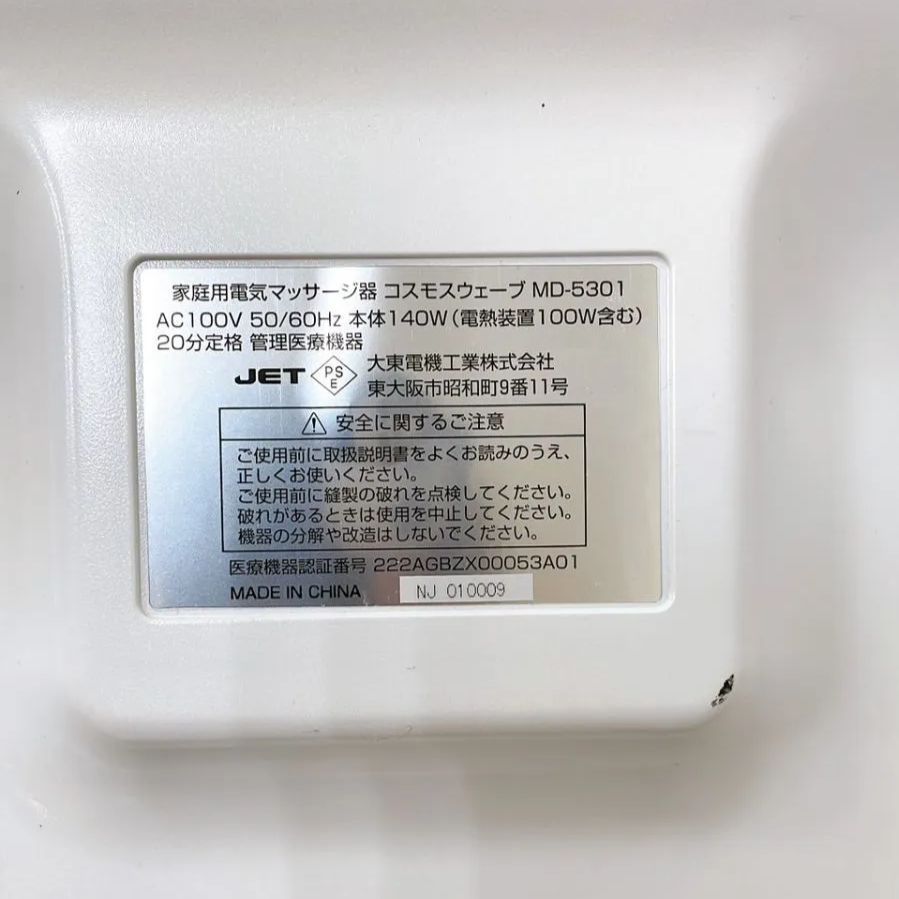 家庭用電気マッサージ器 コスモスウェーブ MD-5301
AC100V 50/60Hz 本体140W(電熱装置100W含む)
20分定格 管理医療機器
JET PSE 大東電機工業株式会社
東大阪市昭和町9番11号
安全に関するご注意
ご使用前に取扱説明書をよくお読みのうえ、
正しくお使いください。
ご使用前に縫製の破れを点検してください。
破れがあるときは使用を中止してください。
機器の分解や改造はしないでください。
医療機器認証番号 222AGBZX00053A01
MADE IN CHINA NJ 010009